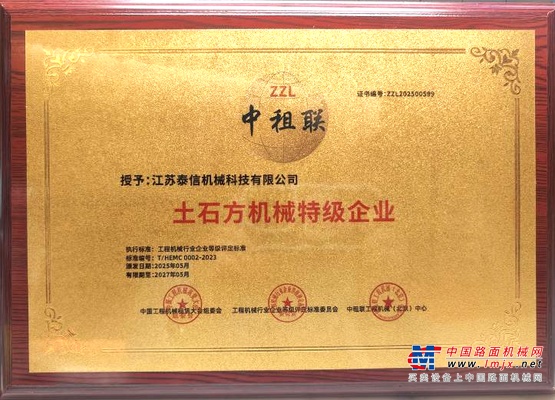 ZZL
中租联
证书编号:ZZL202500599
授予:江苏泰信机械科技有限公司
土石方机械特级企业
执行标准:工程机械行业企业等级评定标准
标准编号:T/HEMC 0002-2023
颁发日期:2025年05月
有限期至:2027年05月
中国工程机械租赁大会组委会 工程机械行业企业等级评定标准委员会 中租联工程机械(北京)中心
中国路面机械网
www.lmjx.net
买卖设备上中国路面机械网